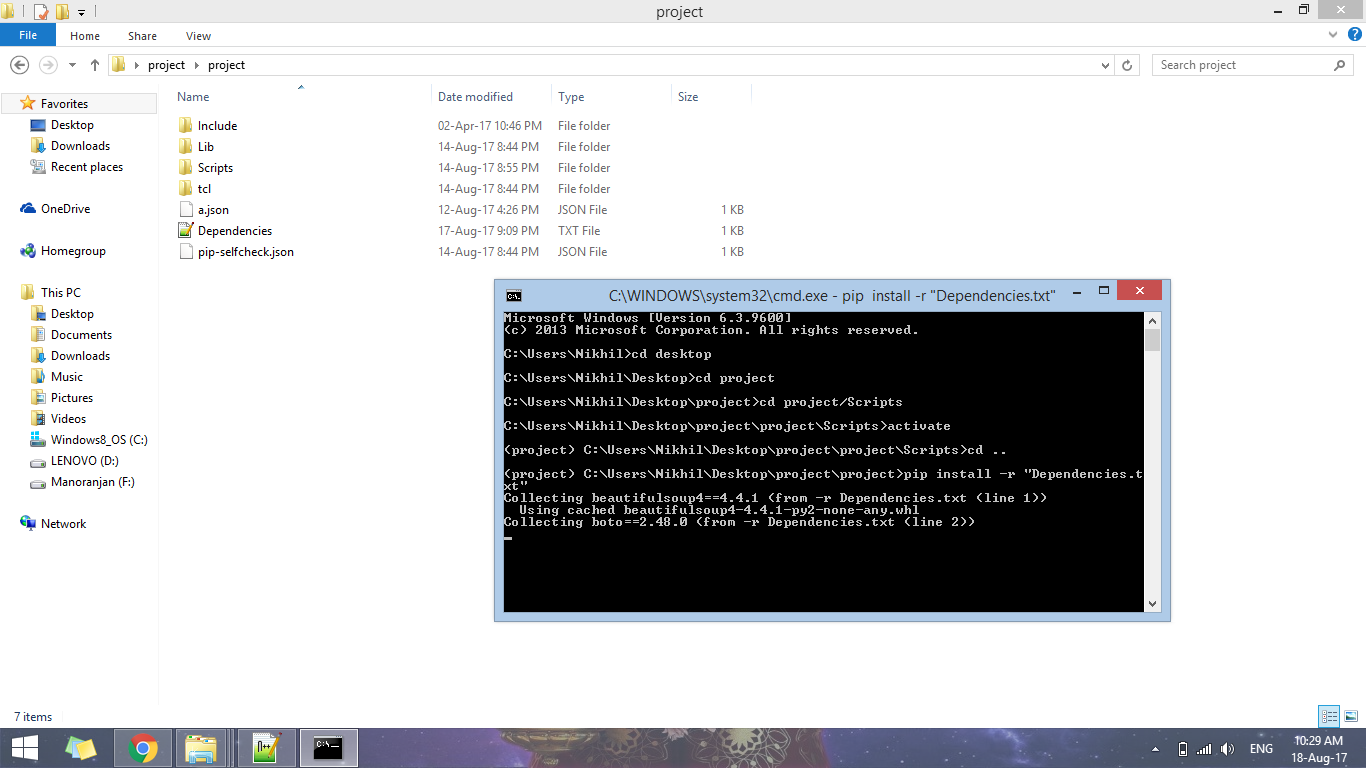 project
File Home Share View
project project
Search project
Name Date modified Type Size
Favorites
Desktop
Downloads
Recent places
OneDrive
Homegroup
This PC
Desktop
Documents
Downloads
Music
Pictures
Videos
Windows8_OS (C:)
LENOVO (D:)
Manoranjan (F:)
Network
Include 02-Apr-17 10:46 PM File folder
Lib 14-Aug-17 8:44 PM File folder
Scripts 14-Aug-17 8:55 PM File folder
tcl 14-Aug-17 8:44 PM File folder
a.json 12-Aug-17 4:26 PM JSON File 1 KB
Dependencies 17-Aug-17 9:09 PM TXT File 1 KB
pip-selfcheck.json 14-Aug-17 8:44 PM JSON File 1 KB
C:\WINDOWS\system32\cmd.exe - pip install -r "Dependencies.txt"
Microsoft Windows [Version 6.3.9600]
(c) 2013 Microsoft Corporation. All rights reserved.
C:\Users\Nikhil>cd desktop
C:\Users\Nikhil\Desktop>cd project
C:\Users\Nikhil\Desktop\project>cd project/Scripts
C:\Users\Nikhil\Desktop\project\project\Scripts>activate
(project) C:\Users\Nikhil\Desktop\project\project\Scripts>cd ..
(project) C:\Users\Nikhil\Desktop\project\project>pip install -r "Dependencies.t
xt"
Collecting beautifulsoup4==4.4.1 (from -r Dependencies.txt (line 1))
Using cached beautifulsoup4-4.4.1-py2-none-any.whl
Collecting boto==2.48.0 (from -r Dependencies.txt (line 2))
7 items
ENG
10:29 AM
18-Aug-17